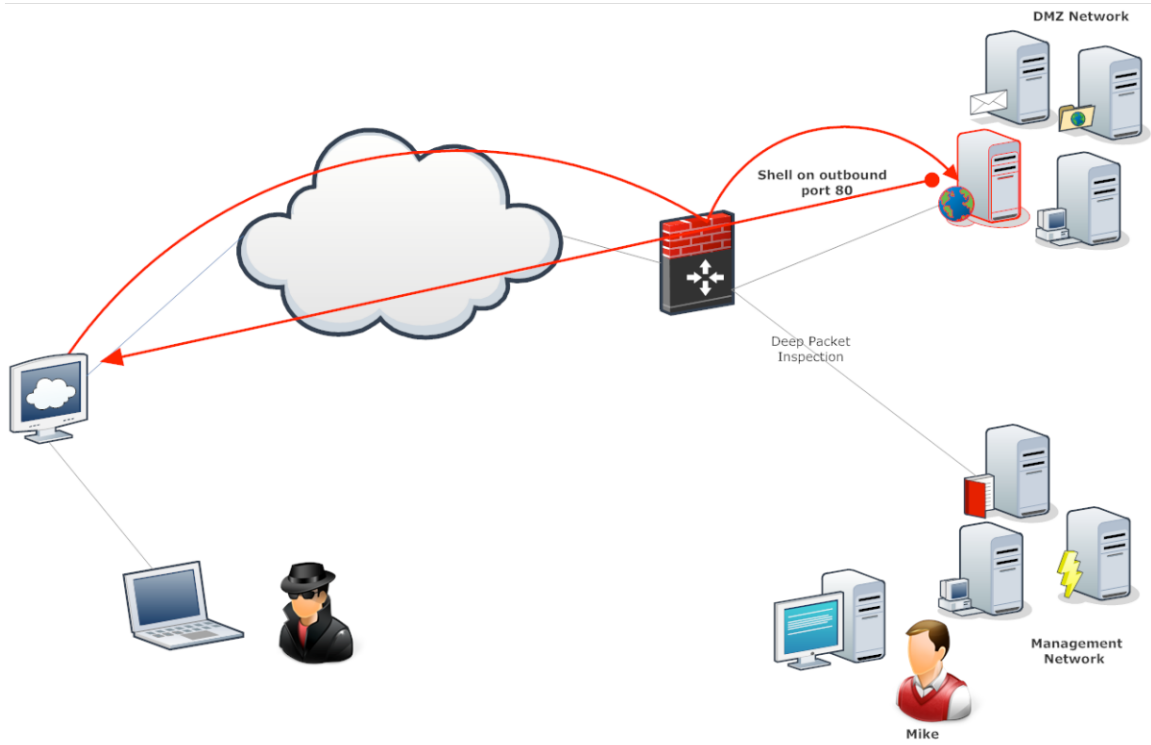 DMZ Network
Shell on outbound
port 80
Deep Packet
Inspection
Management
Network
Mike